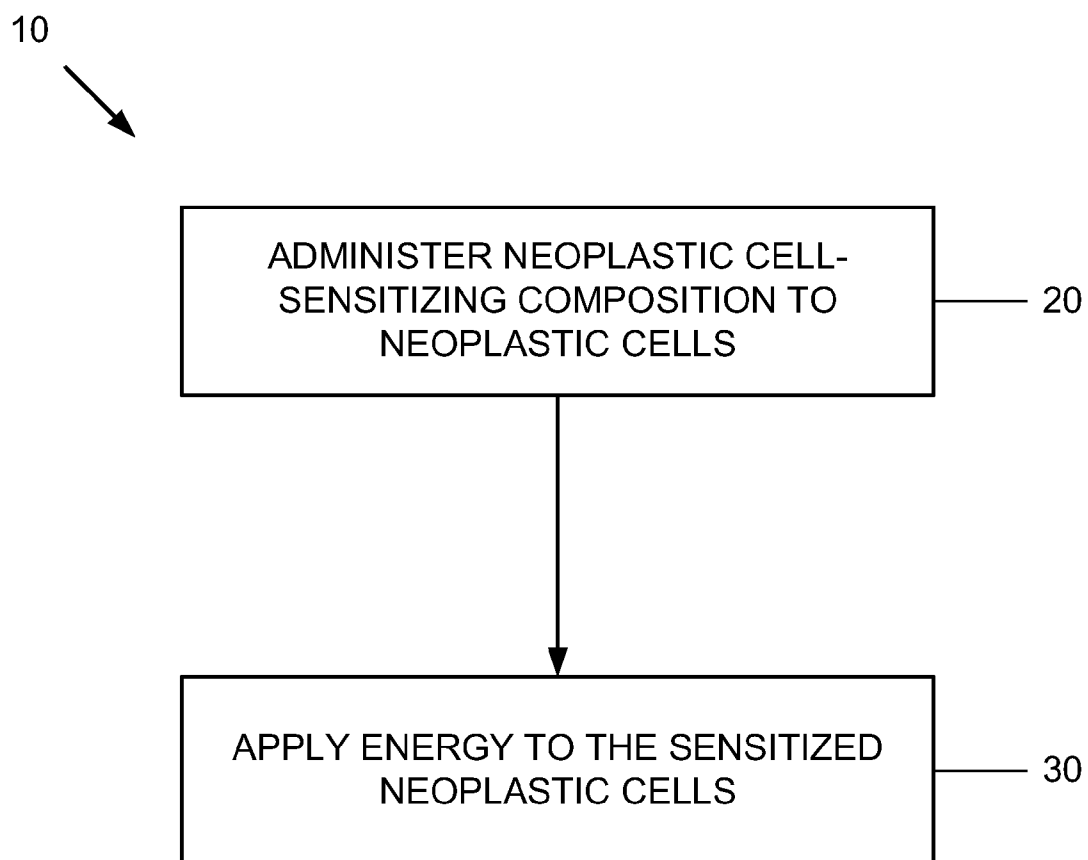 10
ADMINISTER NEOPLASTIC CELL-
SENSITIZING COMPOSITION TO
NEOPLASTIC CELLS
20
APPLY ENERGY TO THE SENSITIZED
NEOPLASTIC CELLS
30